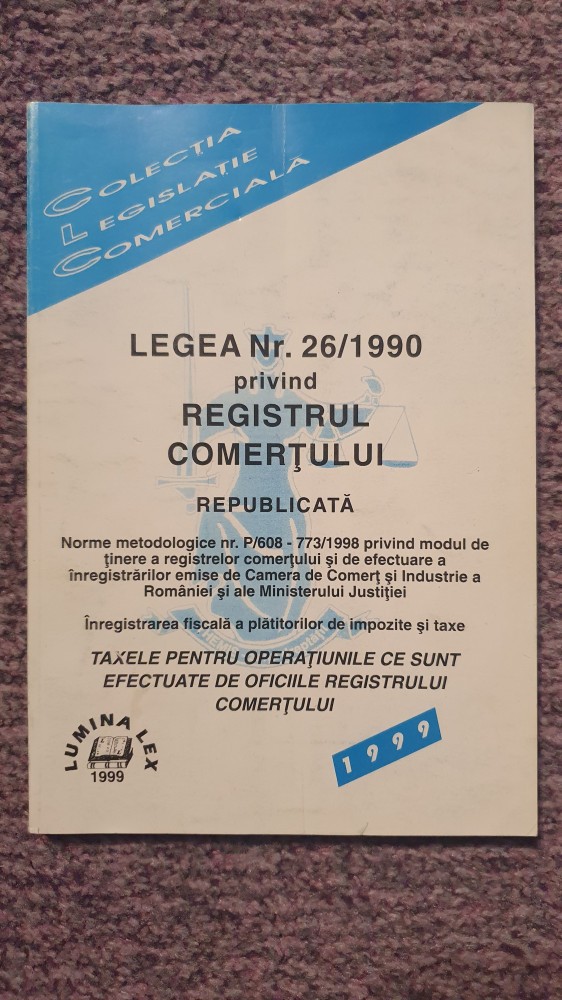 COLECȚIA
LEGISLAȚIE
COMERCIALĂ
LEGEA Nr. 26/1990
privind
REGISTRUL
COMERŢULUI
REPUBLICATĂ
Norme metodologice nr. P/608 - 773/1998 privind modul de
ţinere a registrelor comerţului şi de efectuare a
înregistrărilor emise de Camera de Comerţ şi Industrie a
României şi ale Ministerului Justiţiei
Înregistrarea fiscală a plătitorilor de impozite şi taxe
TAXELE PENTRU OPERAŢIUNILE CE SUNT
EFECTUATE DE OFICIILE REGISTRULUI
COMERŢULUI
LUMINA LEX
1999
1999